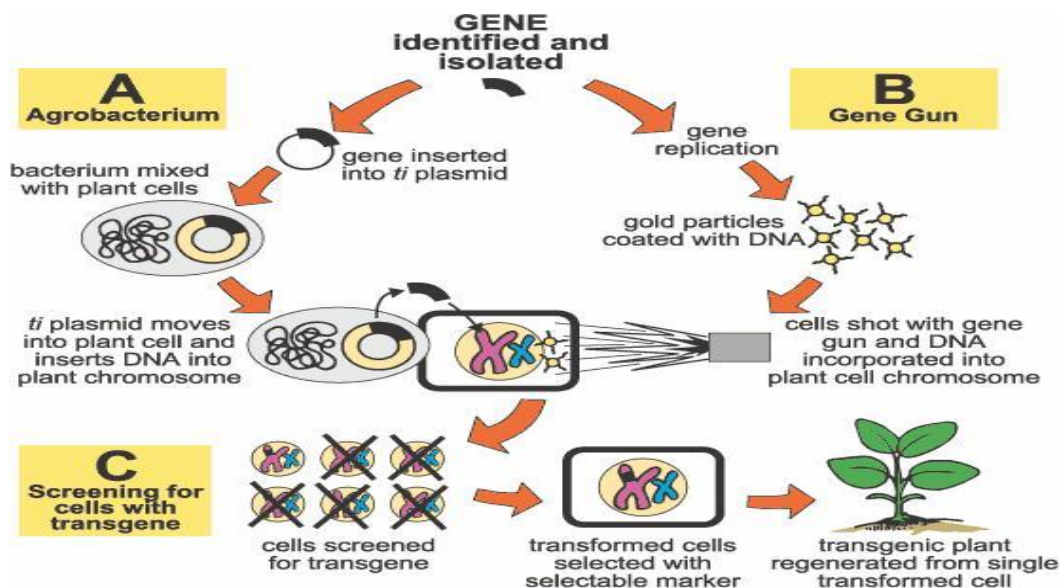 GENE
identified and
isolated
A
Agrobacterium
B
Gene Gun
gene inserted
into ti plasmid
gene
replication
bacterium mixed
with plant cells
gold particles
coated with DNA
ti plasmid moves
into plant cell and
inserts DNA into
plant chromosome
cells shot with gene
gun and DNA
incorporated into
plant cell chromosome
C
Screening for
cells with
transgene
cells screened
for transgene
transformed cells
selected with
selectable marker
transgenic plant
regenerated from single
transformed cell